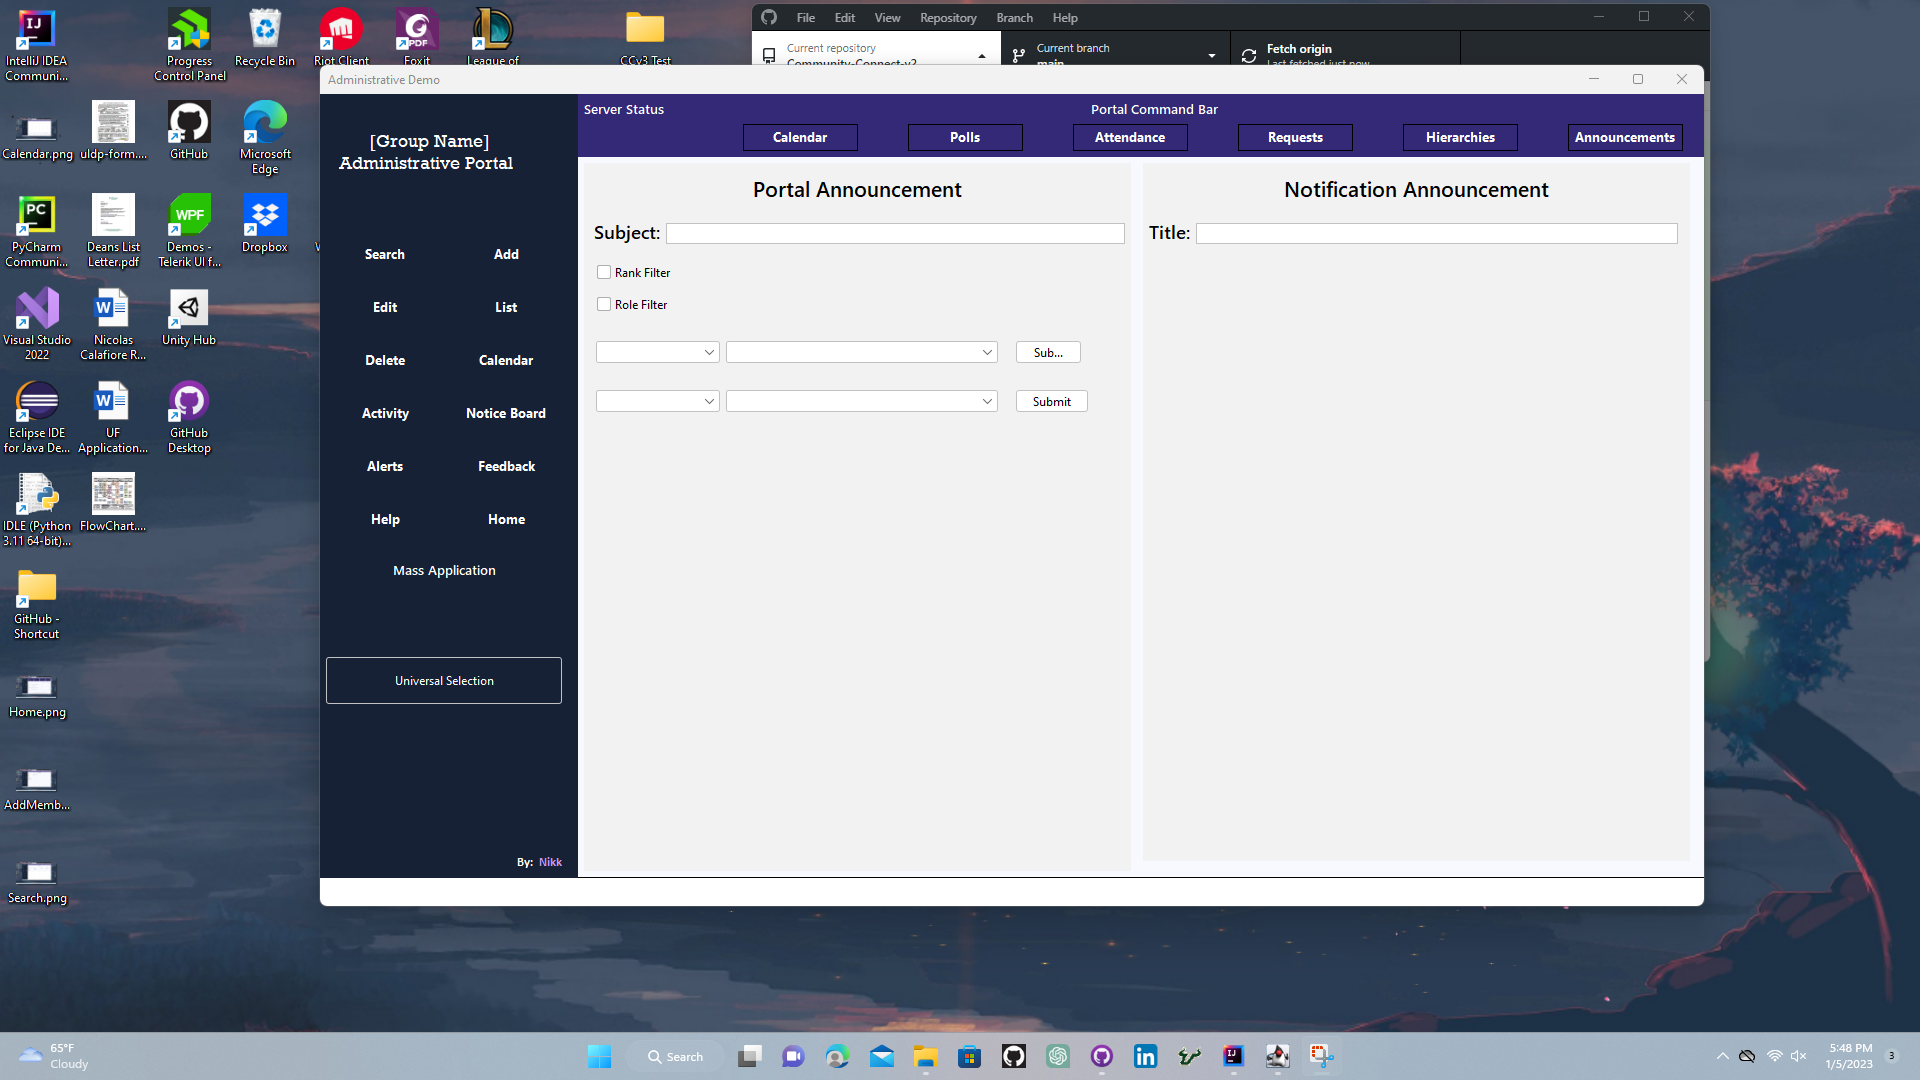 IntelliJ IDEA
Communi...
Progress
Control Panel
Recycle Bin
Riot Client
Foxit
League of
CCv3 Test
Calendar.png
uldp-form....
GitHub
Microsoft
Edge
PyCharm
Communi...
Deans List
Letter.pdf
Demos -
Telerik UI f...
Dropbox
Visual Studio
2022
Nicolas
Calafiore R...
Unity Hub
Eclipse IDE
for Java De...
UF
Application...
GitHub
Desktop
IDLE (Python
3.11 64-bit)...
FlowChart....
GitHub -
Shortcut
Home.png
AddMemb...
Search.png
File Edit View Repository Branch Help
Current repository
Community-Connect-v2
Current branch
main
Fetch origin
Last fetched just now
Administrative Demo
[Group Name]
Administrative Portal
Search Add
Edit List
Delete Calendar
Activity Notice Board
Alerts Feedback
Help Home
Mass Application
Universal Selection
By: Nikk
Server Status
Portal Command Bar
Calendar Polls Attendance Requests Hierarchies Announcements
Portal Announcement
Subject:
Rank Filter
Role Filter
Sub...
Submit
Notification Announcement
Title:
65°F
Cloudy
Search
5:48 PM
1/5/2023
3